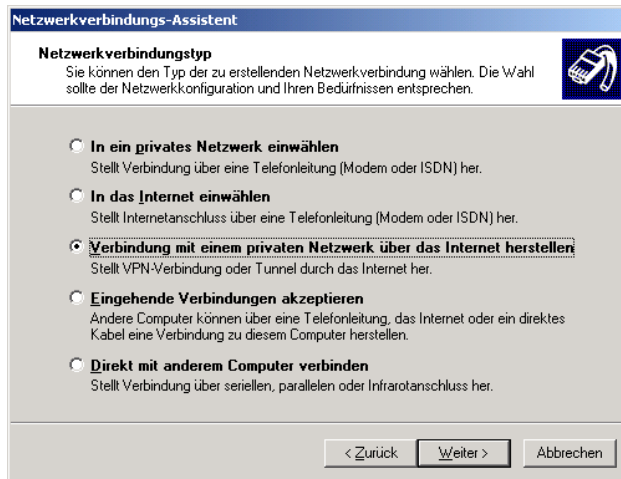 Netzwerkverbindungs-Assistent
Netzwerkverbindungstyp
Sie können den Typ der zu erstellenden Netzwerkverbindung wählen. Die Wahl
sollte der Netzwerkkonfiguration und Ihren Bedürfnissen entsprechen.
In ein privates Netzwerk einwählen
Stellt Verbindung über eine Telefonleitung (Modem oder ISDN) her.
In das Internet einwählen
Stellt Internetanschluss über eine Telefonleitung (Modem oder ISDN) her.
Verbindung mit einem privaten Netzwerk über das Internet herstellen
Stellt VPN-Verbindung oder Tunnel durch das Internet her.
Eingehende Verbindungen akzeptieren
Andere Computer können über eine Telefonleitung, das Internet oder ein direktes
Kabel eine Verbindung zu diesem Computer herstellen.
Direkt mit anderem Computer verbinden
Stellt Verbindung über seriellen, parallelen oder Infrarotanschluss her.
< Zurück Weiter > Abbrechen